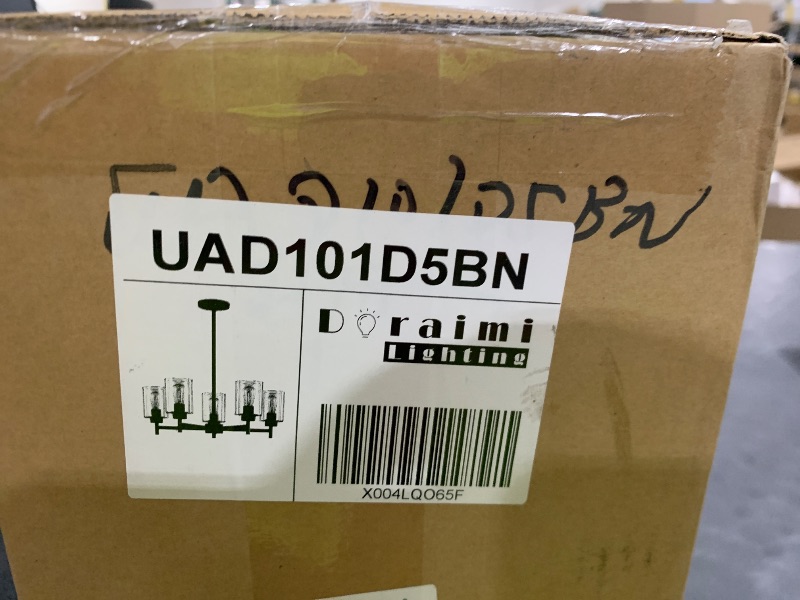 UAD101D5BN
Doraimi
Lighting
X004LQO65F